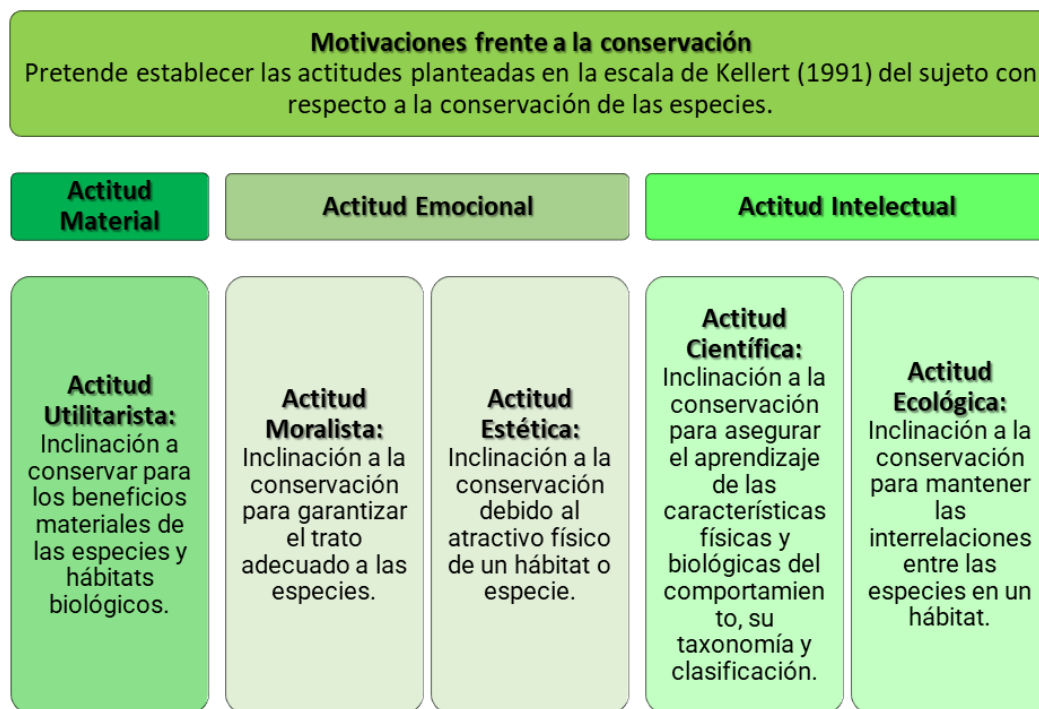 Motivaciones frente a la conservación
Pretende establecer las actitudes planteadas en la escala de Kellert (1991) del sujeto con
respecto a la conservación de las especies.
Actitud
Material
Actitud Emocional
Actitud Intelectual
Actitud
Utilitarista:
Inclinación a
conservar para
los beneficios
materiales de
las especies y
hábitats
biológicos.
Actitud
Moralista:
Inclinación a la
conservación
para garantizar
el trato
adecuado a las
especies.
Actitud
Estética:
Inclinación a la
conservación
debido al
atractivo físico
de un hábitat o
especie.
Actitud
Científica:
Inclinación a la
conservación
para asegurar
el aprendizaje
de las
características
físicas y
biológicas del
comportamien
to, su
taxonomía y
clasificación.
Actitud
Ecológica:
Inclinación a la
conservación
para mantener
las
interrelaciones
entre las
especies en un
hábitat.